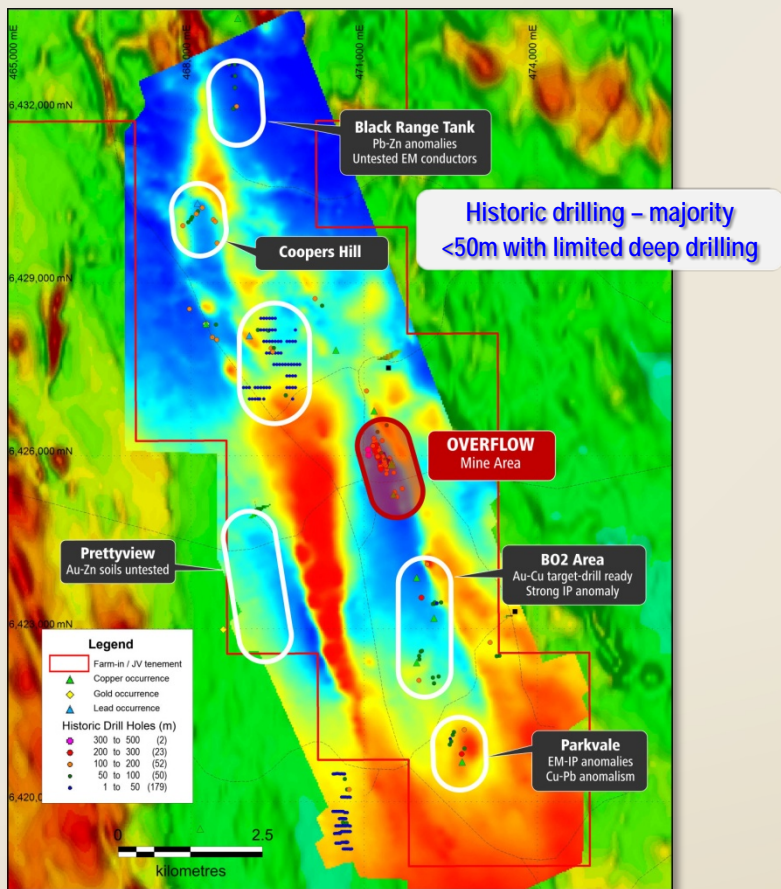 465,000 mE
468,000 mE
471,000 mE
474,000 mE
6,432,000 mN
Black Range Tank
Pb-Zn anomalies
Untested EM conductors
Historic drilling – majority
<50m with limited deep drilling
Coopers Hill
6,429,000 mN
6,426,000 mN
OVERFLOW
Mine Area
Prettyview
Au-Zn soils untested
BO2 Area
Au-Cu target-drill ready
Strong IP anomaly
6,423,000 mN
Legend
Farm-in / JV tenement
Copper occurrence
Gold occurrence
Lead occurrence
Historic Drill Holes (m)
300 to 500 (2)
200 to 300 (23)
100 to 200 (52)
50 to 100 (50)
1 to 50 (179)
Parkvale
EM-IP anomalies
Cu-Pb anomalism
6,420,000 mN
0 2.5
kilometres